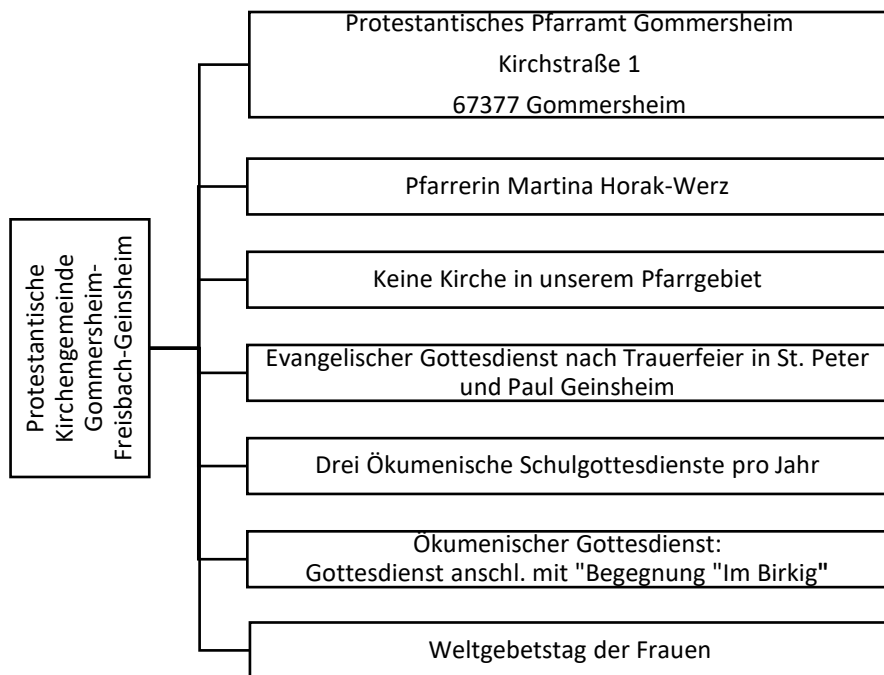 Protestantische
Kirchengemeinde
Gommersheim-
Freisbach-Geinsheim
Protestantisches Pfarramt Gommersheim
Kirchstraße 1
67377 Gommersheim
Pfarrerin Martina Horak-Werz
Keine Kirche in unserem Pfarrgebiet
Evangelischer Gottesdienst nach Trauerfeier in St. Peter
und Paul Geinsheim
Drei Ökumenische Schulgottesdienste pro Jahr
Ökumenischer Gottesdienst:
Gottesdienst anschl. mit "Begegnung "Im Birkig"
Weltgebetstag der Frauen